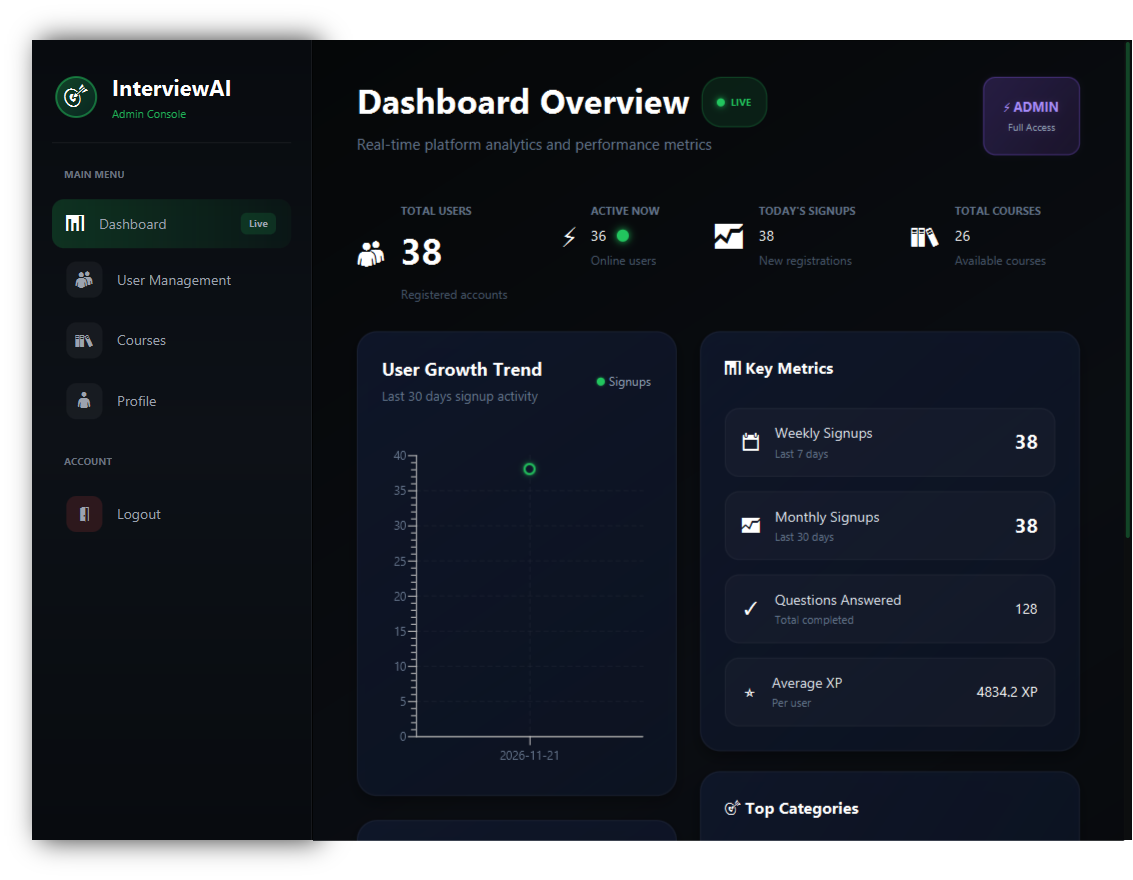 InterviewAI
Admin Console
MAIN MENU
Dashboard
Live
User Management
Courses
Profile
ACCOUNT
Logout
Dashboard Overview
LIVE
Real-time platform analytics and performance metrics
⚡ ADMIN
Full Access
TOTAL USERS
38
Registered accounts
ACTIVE NOW
36
Online users
TODAY'S SIGNUPS
38
New registrations
TOTAL COURSES
26
Available courses
User Growth Trend
Last 30 days signup activity
Signups
40
35
30
25
20
15
10
5
0
2026-11-21
Key Metrics
Weekly Signups
Last 7 days
38
Monthly Signups
Last 30 days
38
Questions Answered
Total completed
128
Average XP
Per user
4834.2 XP
Top Categories